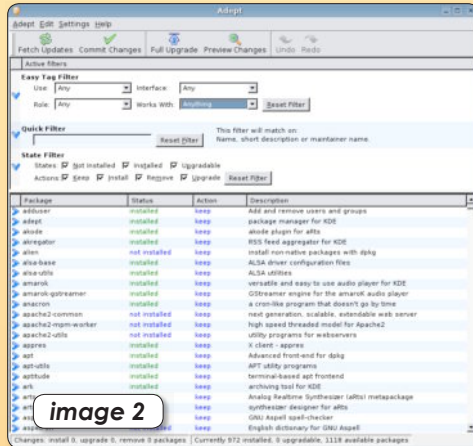 Adept
Adept Edit Settings Help
Fetch Updates Commit Changes Full Upgrade Preview Changes Undo Redo
Active filters
Easy Tag Filter
Use: Any Interface: Any
Role: Any Works With: Anything Reset Filter
Quick Filter
This filter will match on:
Reset Filter Name, short description or maintainer name.
State Filter
States: Not Installed Installed Upgradable
Actions: Keep Install Remove Upgrade Reset Filter
Package Status Action Description
adduser installed keep Add and remove users and groups
adept installed keep package manager for KDE
akode installed keep akode plugin for aRts
akregator installed keep RSS feed aggregator for KDE
alien not installed keep install non-native packages with dpkg
alsa-base installed keep ALSA driver configuration files
alsa-utils installed keep ALSA utilities
amarok installed keep versatile and easy to use audio player for KDE
amarok-gstreamer installed keep GStreamer engine for the amaroK audio player
anacron installed keep a cron-like program that doesn't go by time
apache2-common not installed keep next generation, scalable, extendable web server
apache2-mpm-worker not installed keep high speed threaded model for Apache2
apache2-utils not installed keep utility programs for webservers
appres installed keep X client - appres
apt installed keep Advanced front-end for dpkg
apt-utils installed keep APT utility programs
aptitude installed keep terminal-based apt frontend
ark installed keep archiving tool for KDE
keep Analog Realtime Synthesizer (aRts) metapackage
keep synthesizer designer for aRts
keep GNU Aspell spell-checker
keep English dictionary for GNU Aspell
image 2
Changes: install 0, upgrade 0, remove 0 packages Currently 972 installed, 0 upgradable, 1118 available packages